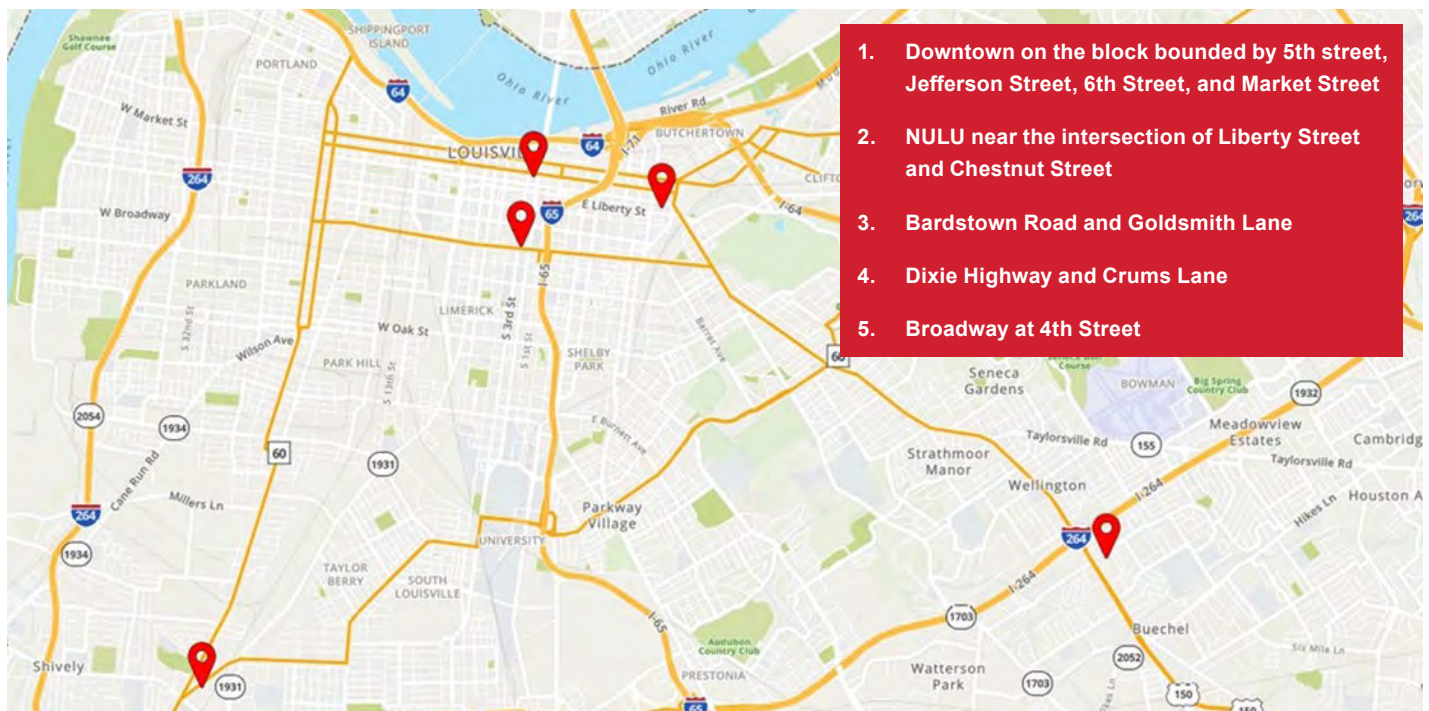 1. Downtown on the block bounded by 5th street,
Jefferson Street, 6th Street, and Market Street
2. NULU near the intersection of Liberty Street
and Chestnut Street
3. Bardstown Road and Goldsmith Lane
4. Dixie Highway and Crums Lane
5. Broadway at 4th Street
Shawnee
Golf Course
SHIPPINGPORT
ISLAND
PORTLAND
64
Ohio River
Ohio River
River Rd
W Market St
BUTCHERTOWN
I-71
LOUISVIL
64
264
E Liberty St
I-64
W Broadway
65
264
PARKLAND
I-65
LIMERICK
S 3rd St
S 32nd St
W Oak St
Wilson Ave
PARK HILL
S 1st St
SHELBY
PARK
Barret Ave
S 13th St
60
Seneca
Gardens
BOWMAN
Big Spring
Country Club
1932
2054
1934
E Burnett Ave
Meadowview
Estates
Taylorsville Rd
155
Cambridg
60
1931
Strathmoor
Manor
Taylorsville Rd
Cane Run Rd
Millers Ln
Wellington
I-264
Hikes Ln
Houston A
264
Parkway
Village
UNIVERSITY
264
1934
TAYLOR
BERRY
SOUTH
LOUISVILLE
I-264
1703
I-65
Buechel
Audubon
Country Club
Six Mile Ln
Shively
1931
PRESTONIA
Watterson
Park
1703
2052
150
65
150